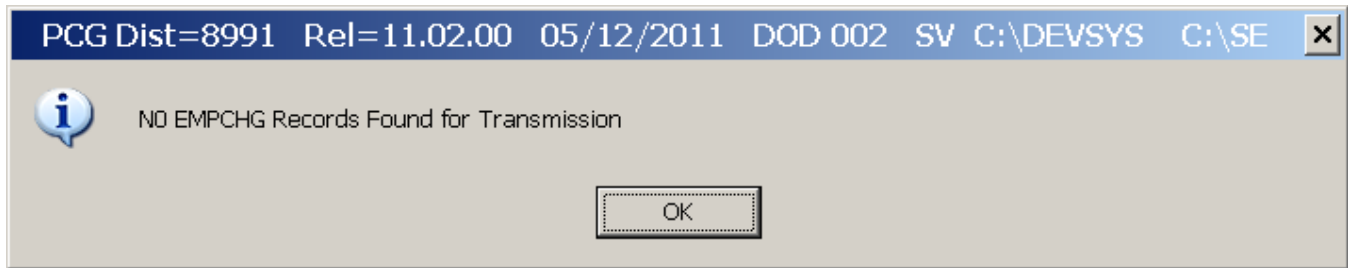 PCG Dist=8991 Rel=11.02.00 05/12/2011 DOD 002 SV C:\DEVSYS C:\SE
NO EMPCHG Records Found for Transmission
OK